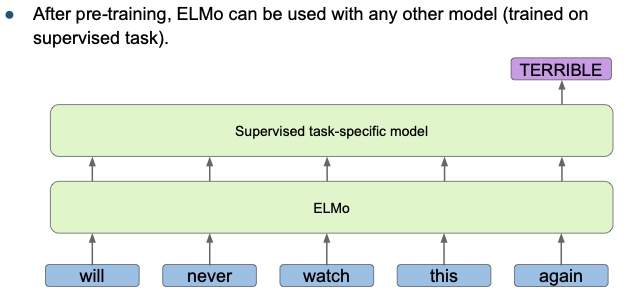 ● After pre-training, ELMo can be used with any other model (trained on
supervised task).
TERRIBLE
Supervised task-specific model
ELMo
will never watch this again